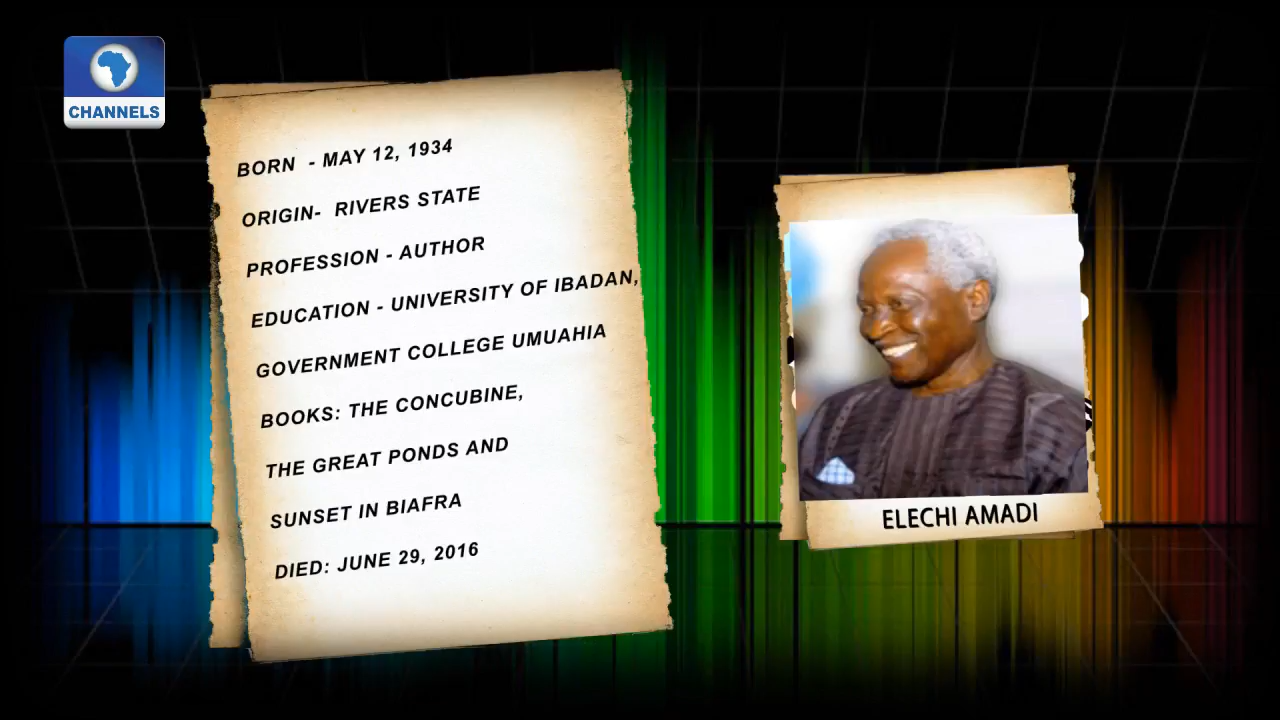 CHANNELS
BORN - MAY 12, 1934
ORIGIN- RIVERS STATE
PROFESSION - AUTHOR
EDUCATION - UNIVERSITY OF IBADAN,
GOVERNMENT COLLEGE UMUAHIA
BOOKS: THE CONCUBINE,
THE GREAT PONDS AND
SUNSET IN BIAFRA
DIED: JUNE 29, 2016
ELECHI AMADI